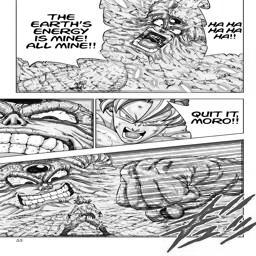 HA HA
HA HA
HA!!
THE
EARTH'S
ENERGY
IS MINE!
ALL MINE!!
QUIT IT,
MORO!!